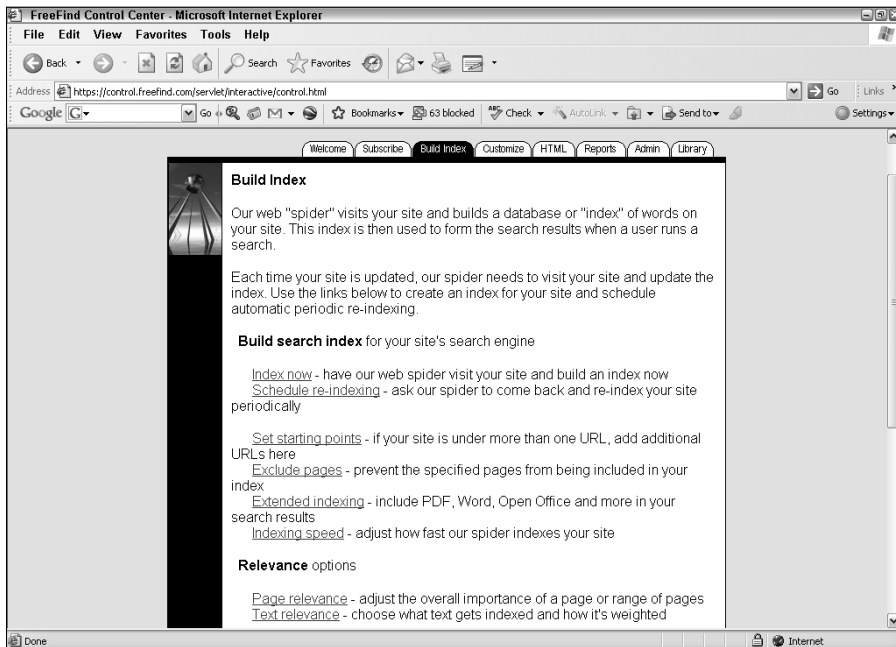 FreeFind Control Center - Microsoft Internet Explorer
File Edit View Favorites Tools Help
Back Search Favorites
Address https://control.freefind.com/servlet/interactive/control.html Go Links
Google G Go Bookmarks 63 blocked Check AutoLink Send to Settings
Welcome Subscribe Build Index Customize HTML Reports Admin Library
Build Index
Our web "spider" visits your site and builds a database or "index" of words on
your site. This index is then used to form the search results when a user runs a
search.
Each time your site is updated, our spider needs to visit your site and update the
index. Use the links below to create an index for your site and schedule
automatic periodic re-indexing.
Build search index for your site's search engine
Index now - have our web spider visit your site and build an index now
Schedule re-indexing - ask our spider to come back and re-index your site
periodically
Set starting points - if your site is under more than one URL, add additional
URLs here
Exclude pages - prevent the specified pages from being included in your
index
Extended indexing - include PDF, Word, Open Office and more in your
search results
Indexing speed - adjust how fast our spider indexes your site
Relevance options
Page relevance - adjust the overall importance of a page or range of pages
Text relevance - choose what text gets indexed and how it's weighted
Done Internet